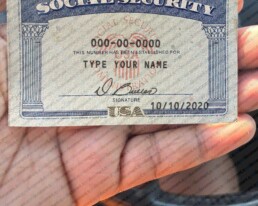 SOCIAL SECURITY
000-00-0000
THIS NUMBER HAS BEEN ESTABLISHED FOR
TYPE YOUR NAME
SIGNATURE
10/10/2020
USA